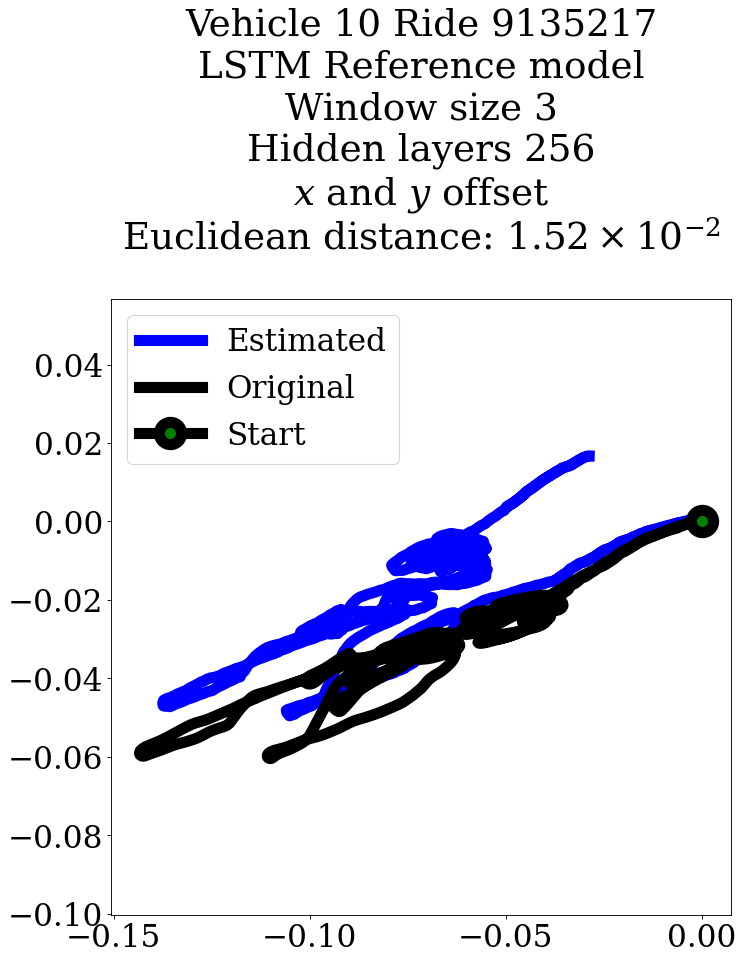 Vehicle 10 Ride 9135217
LSTM Reference model
Window size 3
Hidden layers 256
x and y offset
Euclidean distance: 1.52 × 10⁻²
Estimated
Original
Start
0.04
0.02
0.00
−0.02
−0.04
−0.06
−0.08
−0.10
−0.15 −0.10 −0.05 0.00